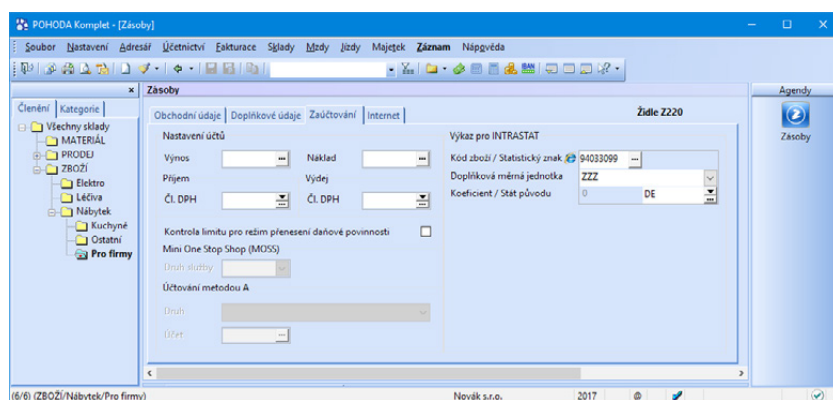 POHODA Komplet - [Zásoby]
Soubor Nastavení Adresář Účetnictví Fakturace Sklady Mzdy Jízdy Majetek Záznam Nápověda
Zásoby
Agendy
Členění Kategorie
Všechny sklady
MATERIÁL
PRODEJ
ZBOŽÍ
Elektro
Léčiva
Nábytek
Kuchyně
Ostatní
Pro firmy
Obchodní údaje Doplňkové údaje Zaúčtování Internet
Židle Z220
Nastavení účtů
Výnos Náklad
Příjem Výdej
Čl. DPH Čl. DPH
Kontrola limitu pro režim přenesení daňové povinnosti
Mini One Stop Shop (MOSS)
Druh služby
Účtování metodou A
Druh
Účet
Výkaz pro INTRASTAT
Kód zboží / Statistický znak 94033099
Doplňková měrná jednotka ZZZ
Koeficient / Stát původu 0 DE
Zásoby
(6/6) (ZBOŽÍ/Nábytek/Pro firmy) Novák s.r.o. 2017 @